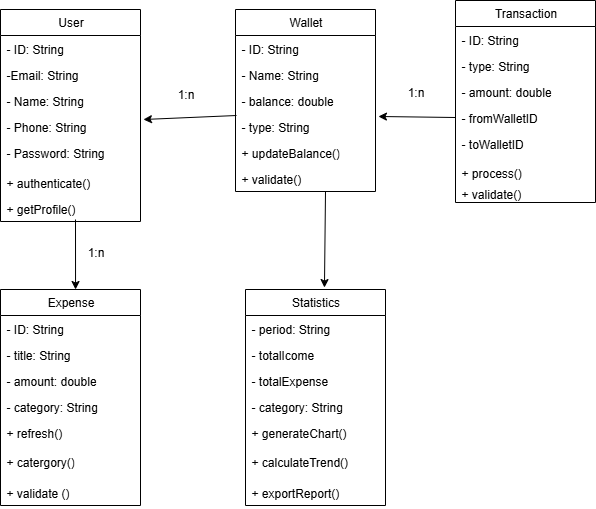 User
- ID: String
-Email: String
- Name: String
- Phone: String
- Password: String
+ authenticate()
+ getProfile()
1:n
Wallet
- ID: String
- Name: String
- balance: double
- type: String
+ updateBalance()
+ validate()
1:n
Transaction
- ID: String
- type: String
- amount: double
- fromWalletID
- toWalletID
+ process()
+ validate()
1:n
Expense
- ID: String
- title: String
- amount: double
- category: String
+ refresh()
+ catergory()
+ validate ()
Statistics
- period: String
- totalIcome
- totalExpense
- category: String
+ generateChart()
+ calculateTrend()
+ exportReport()